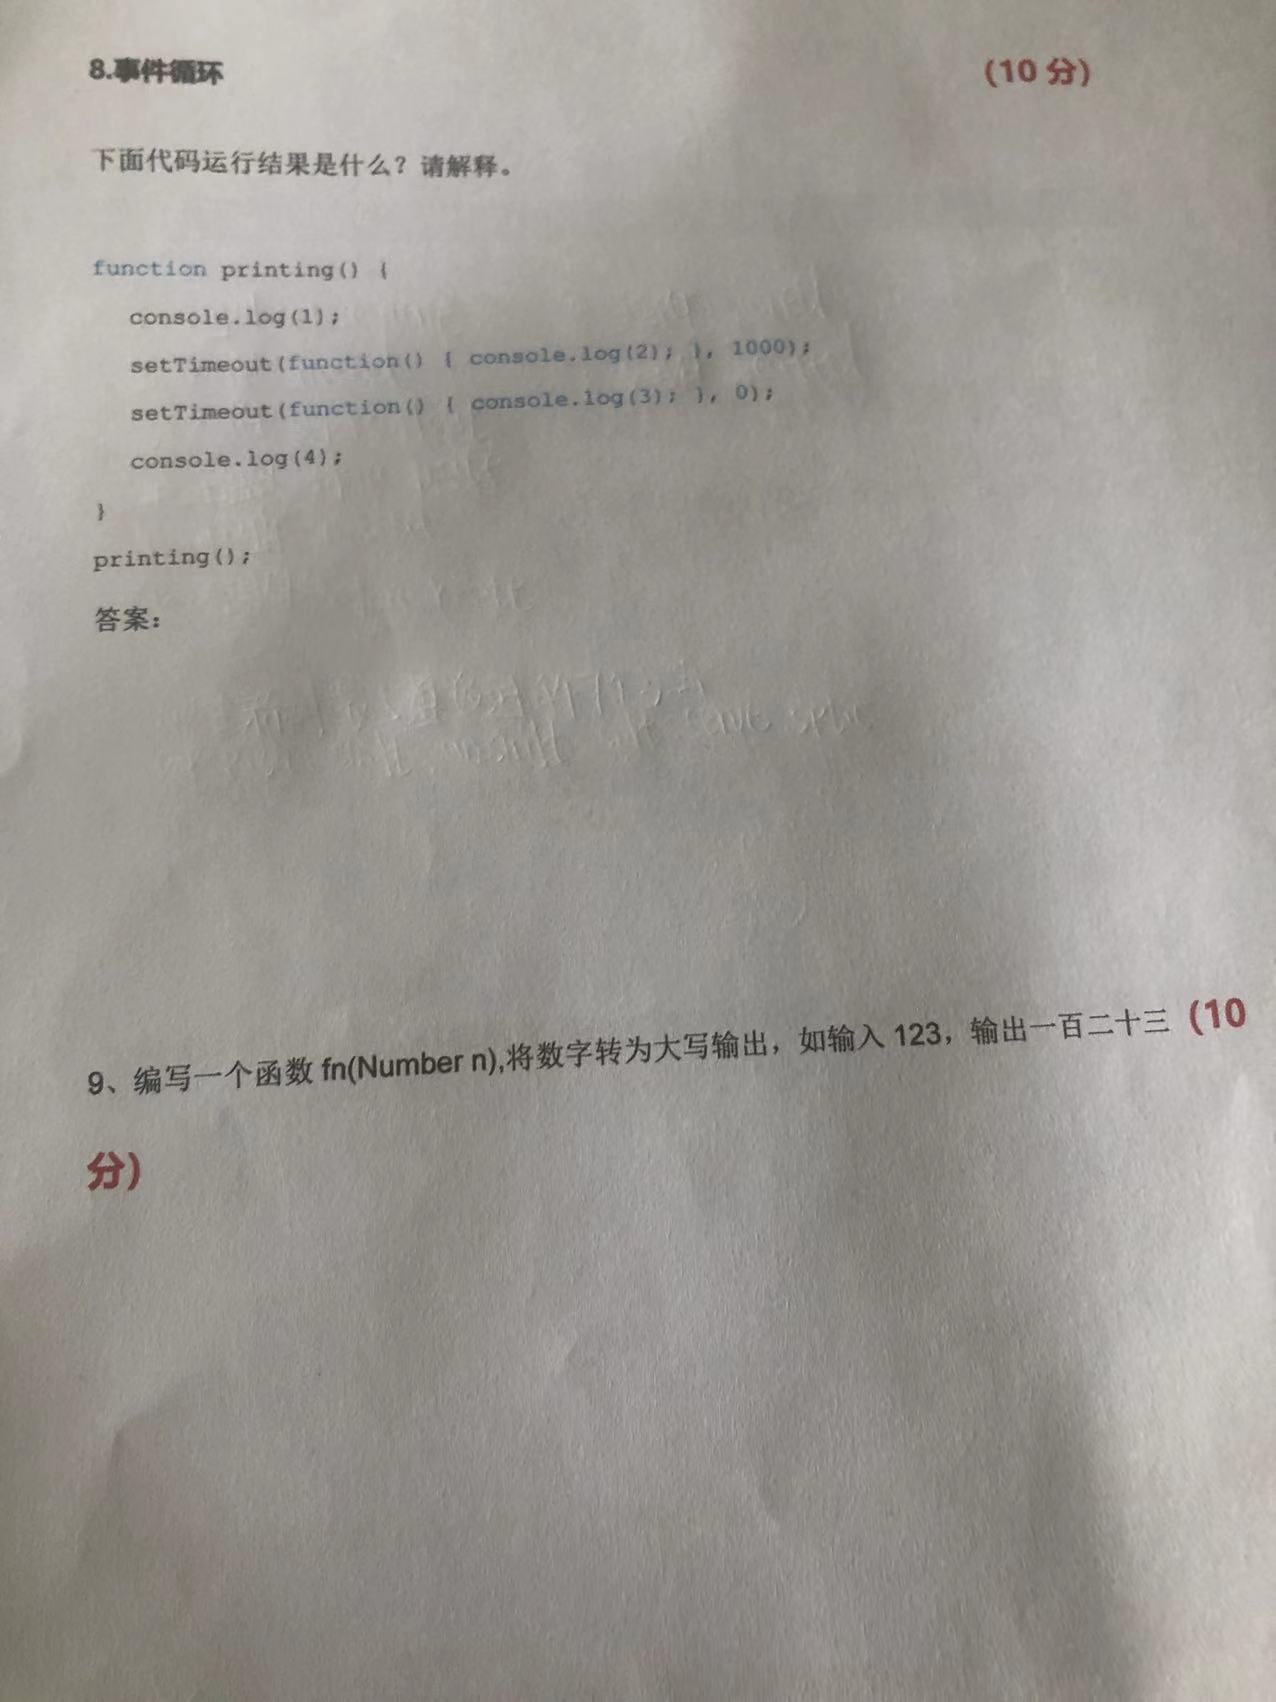 8.事件循环 (10 分)
下面代码运行结果是什么？请解释。
function printing() {
console.log(1);
setTimeout(function() { console.log(2); }, 1000);
setTimeout(function() { console.log(3); }, 0);
console.log(4);
}
printing();
答案：
9、编写一个函数 fn(Number n),将数字转为大写输出，如输入 123，输出一百二十三 (10
分)